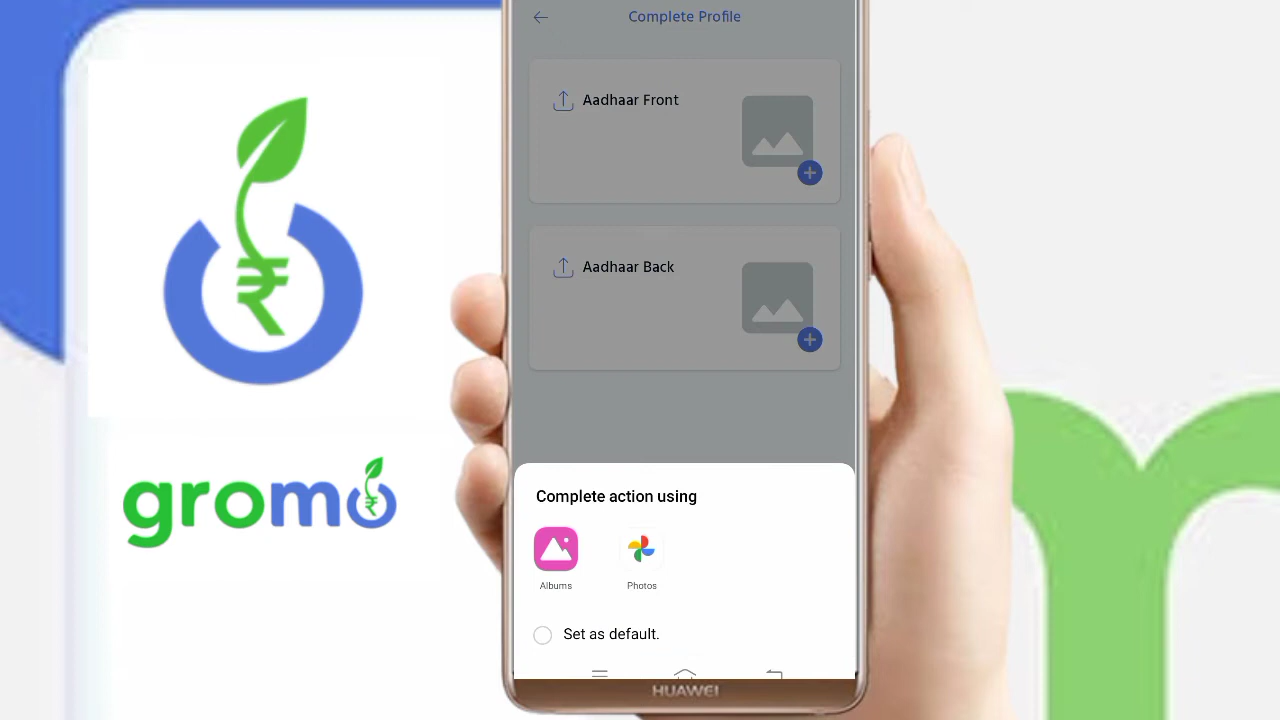 Complete Profile
Aadhaar Front
Aadhaar Back
Complete action using
Albums
Photos
Set as default.
HUAWEI
gromo